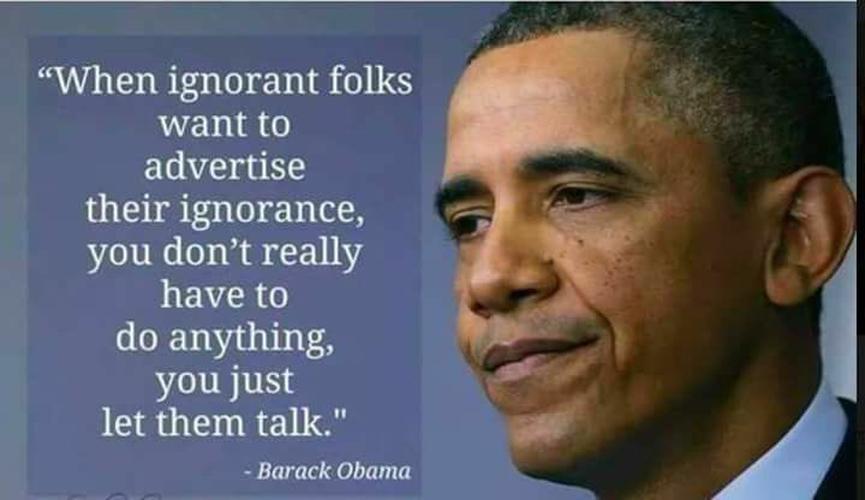 “When ignorant folks
want to
advertise
their ignorance,
you don’t really
have to
do anything,
you just
let them talk."
- Barack Obama